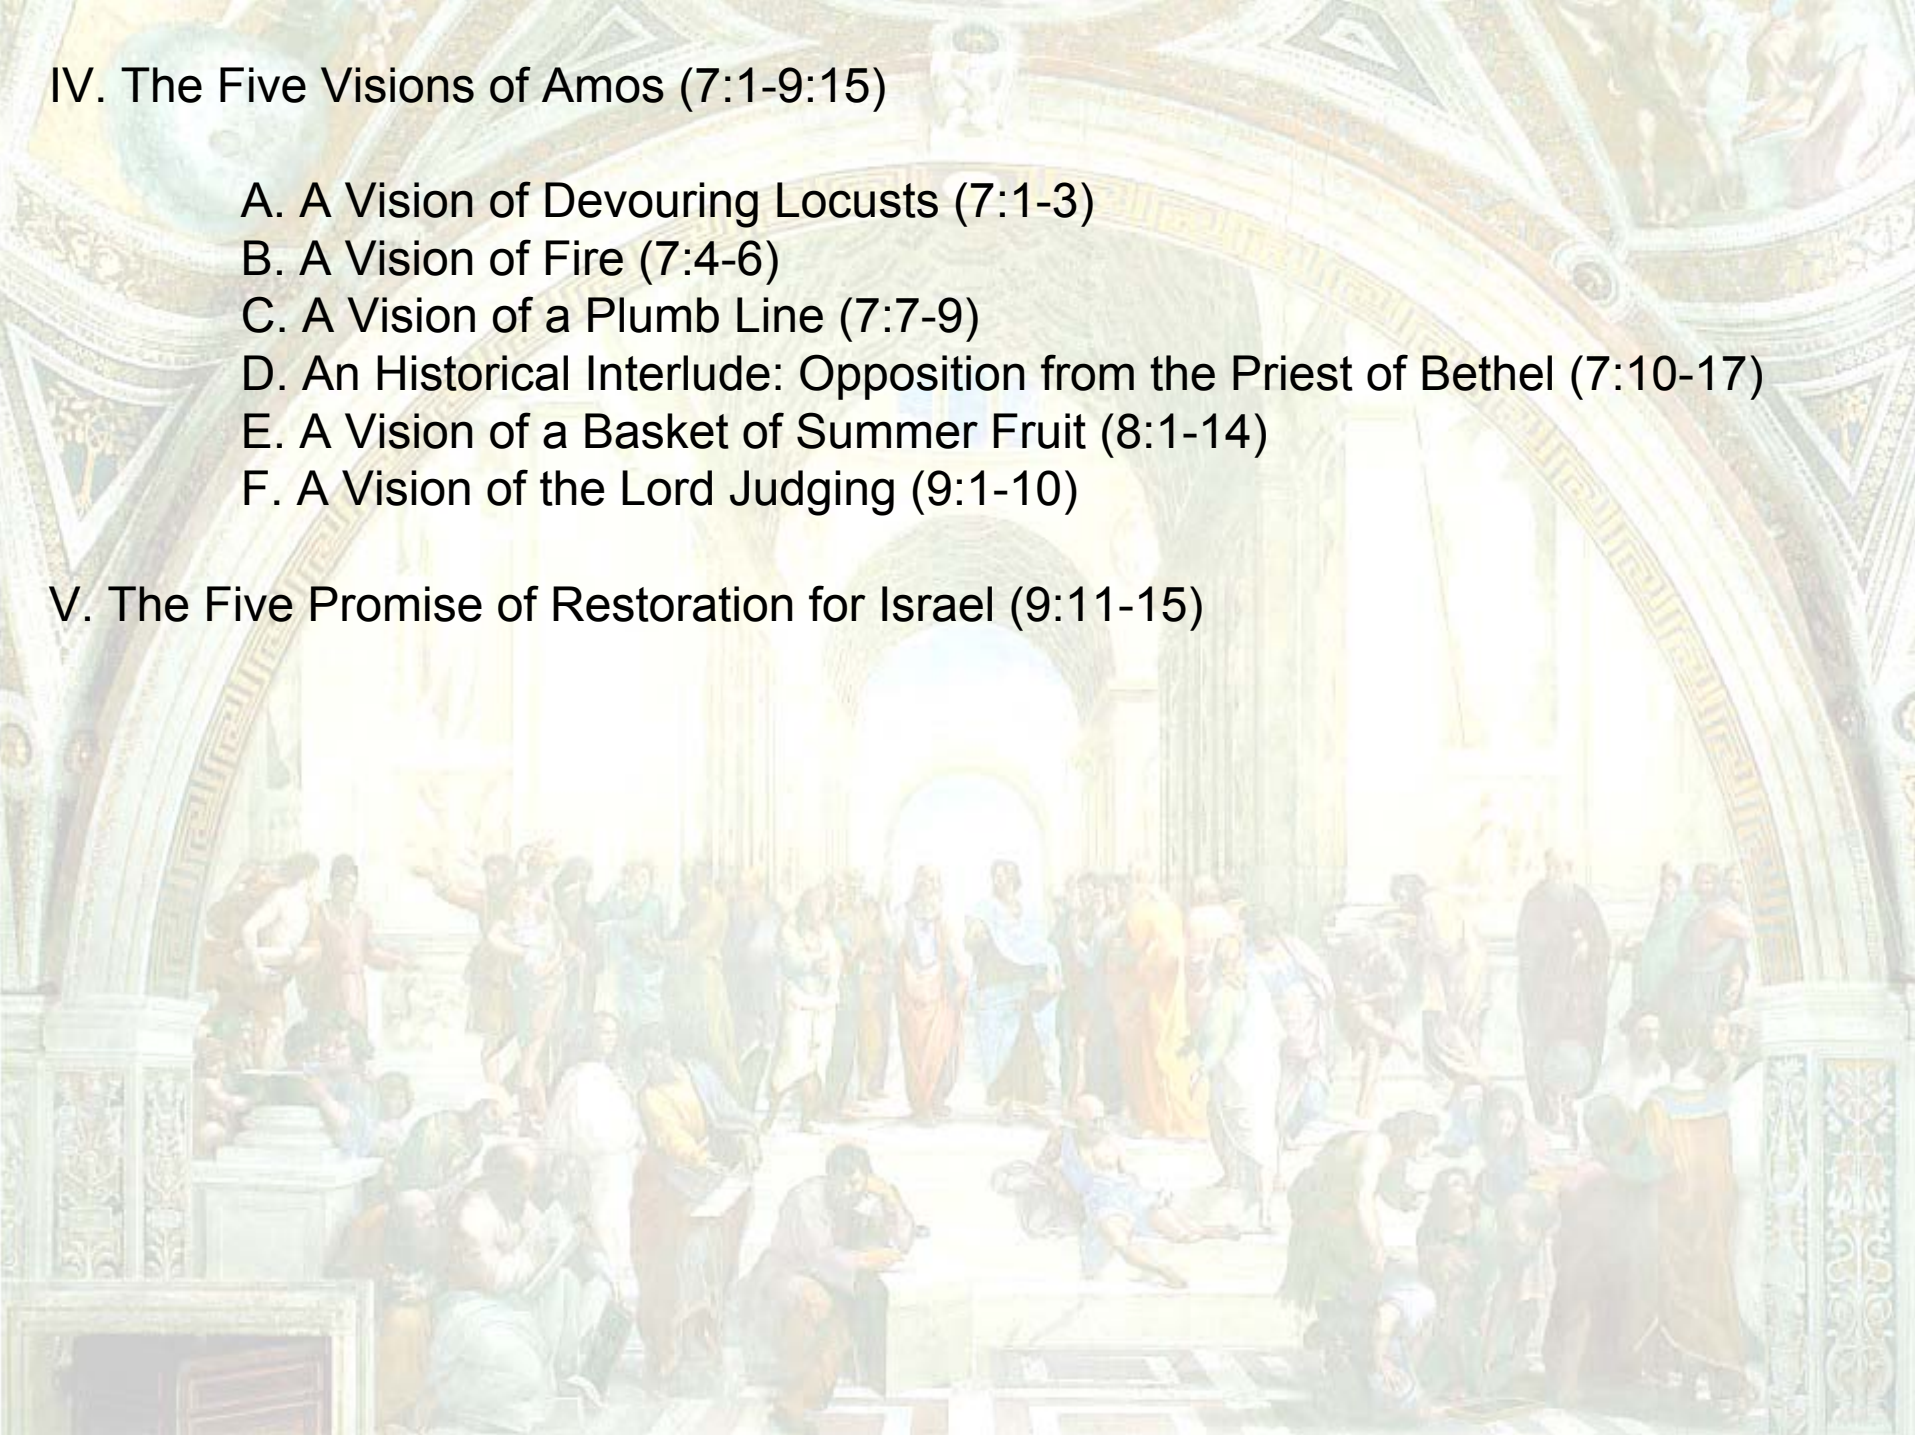 IV. The Five Visions of Amos (7:1-9:15)
A. A Vision of Devouring Locusts (7:1-3)
B. A Vision of Fire (7:4-6)
C. A Vision of a Plumb Line (7:7-9)
D. An Historical Interlude: Opposition from the Priest of Bethel (7:10-17)
E. A Vision of a Basket of Summer Fruit (8:1-14)
F. A Vision of the Lord Judging (9:1-10)
V. The Five Promise of Restoration for Israel (9:11-15)